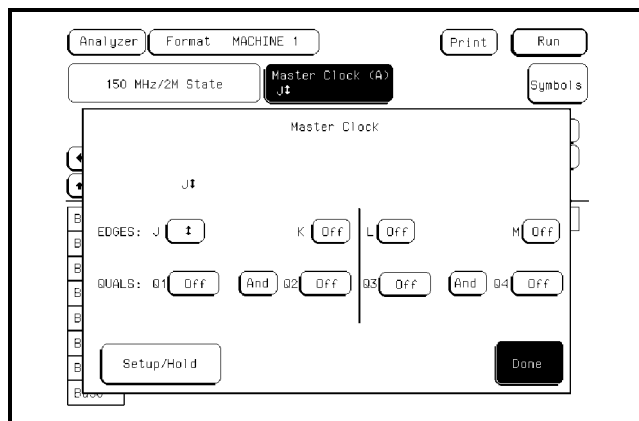 Analyzer Format MACHINE 1 Print Run
150 MHz/2M State Master Clock (A) Symbols
J↕
Master Clock
J↕
EDGES: J ↕ K Off L Off M Off
QUALS: Q1 Off And Q2 Off Q3 Off And Q4 Off
Setup/Hold Done